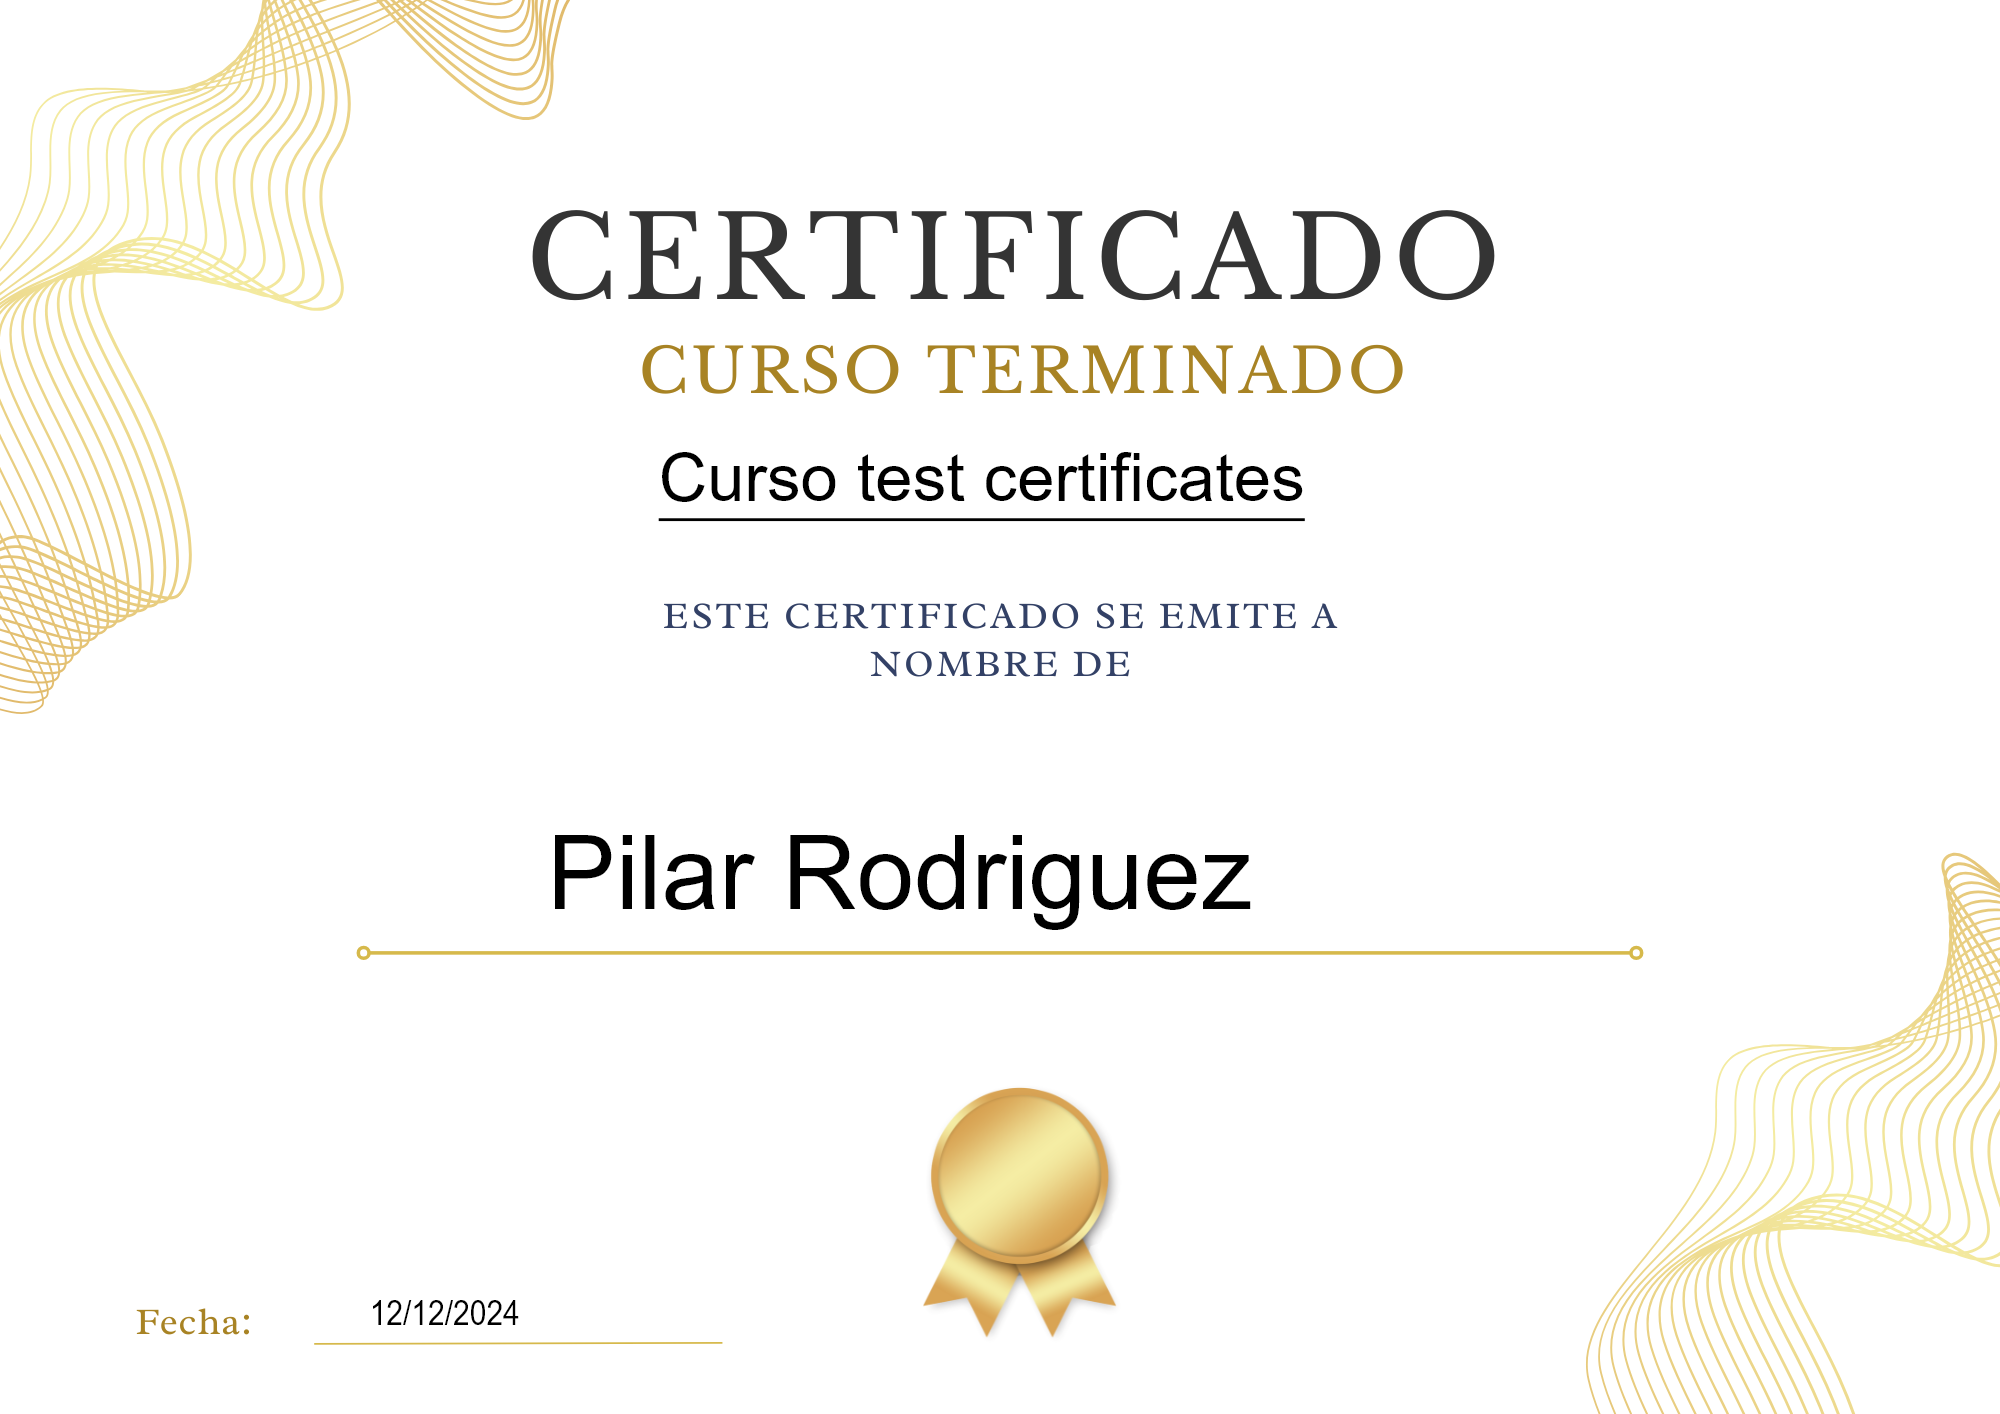 CERTIFICADO
CURSO TERMINADO
Curso test certificates
ESTE CERTIFICADO SE EMITE A
NOMBRE DE
Pilar Rodriguez
Fecha: 12/12/2024